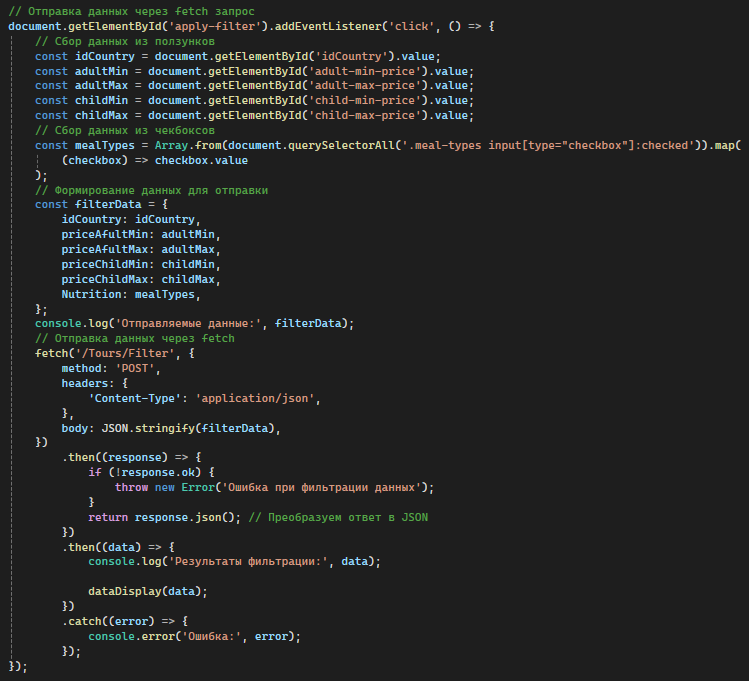 // Отправка данных через fetch запрос
document.getElementById('apply-filter').addEventListener('click', () => {
// Сбор данных из ползунков
const idCountry = document.getElementById('idCountry').value;
const adultMin = document.getElementById('adult-min-price').value;
const adultMax = document.getElementById('adult-max-price').value;
const childMin = document.getElementById('child-min-price').value;
const childMax = document.getElementById('child-max-price').value;
// Сбор данных из чекбоксов
const mealTypes = Array.from(document.querySelectorAll('.meal-types input[type="checkbox"]:checked')).map(
(checkbox) => checkbox.value
);
// Формирование данных для отправки
const filterData = {
idCountry: idCountry,
priceAfultMin: adultMin,
priceAfultMax: adultMax,
priceChildMin: childMin,
priceChildMax: childMax,
Nutrition: mealTypes,
};
console.log('Отправляемые данные:', filterData);
// Отправка данных через fetch
fetch('/Tours/Filter', {
method: 'POST',
headers: {
'Content-Type': 'application/json',
},
body: JSON.stringify(filterData),
})
.then((response) => {
if (!response.ok) {
throw new Error('Ошибка при фильтрации данных');
}
return response.json(); // Преобразуем ответ в JSON
})
.then((data) => {
console.log('Результаты фильтрации:', data);
dataDisplay(data);
})
.catch((error) => {
console.error('Ошибка:', error);
});
});